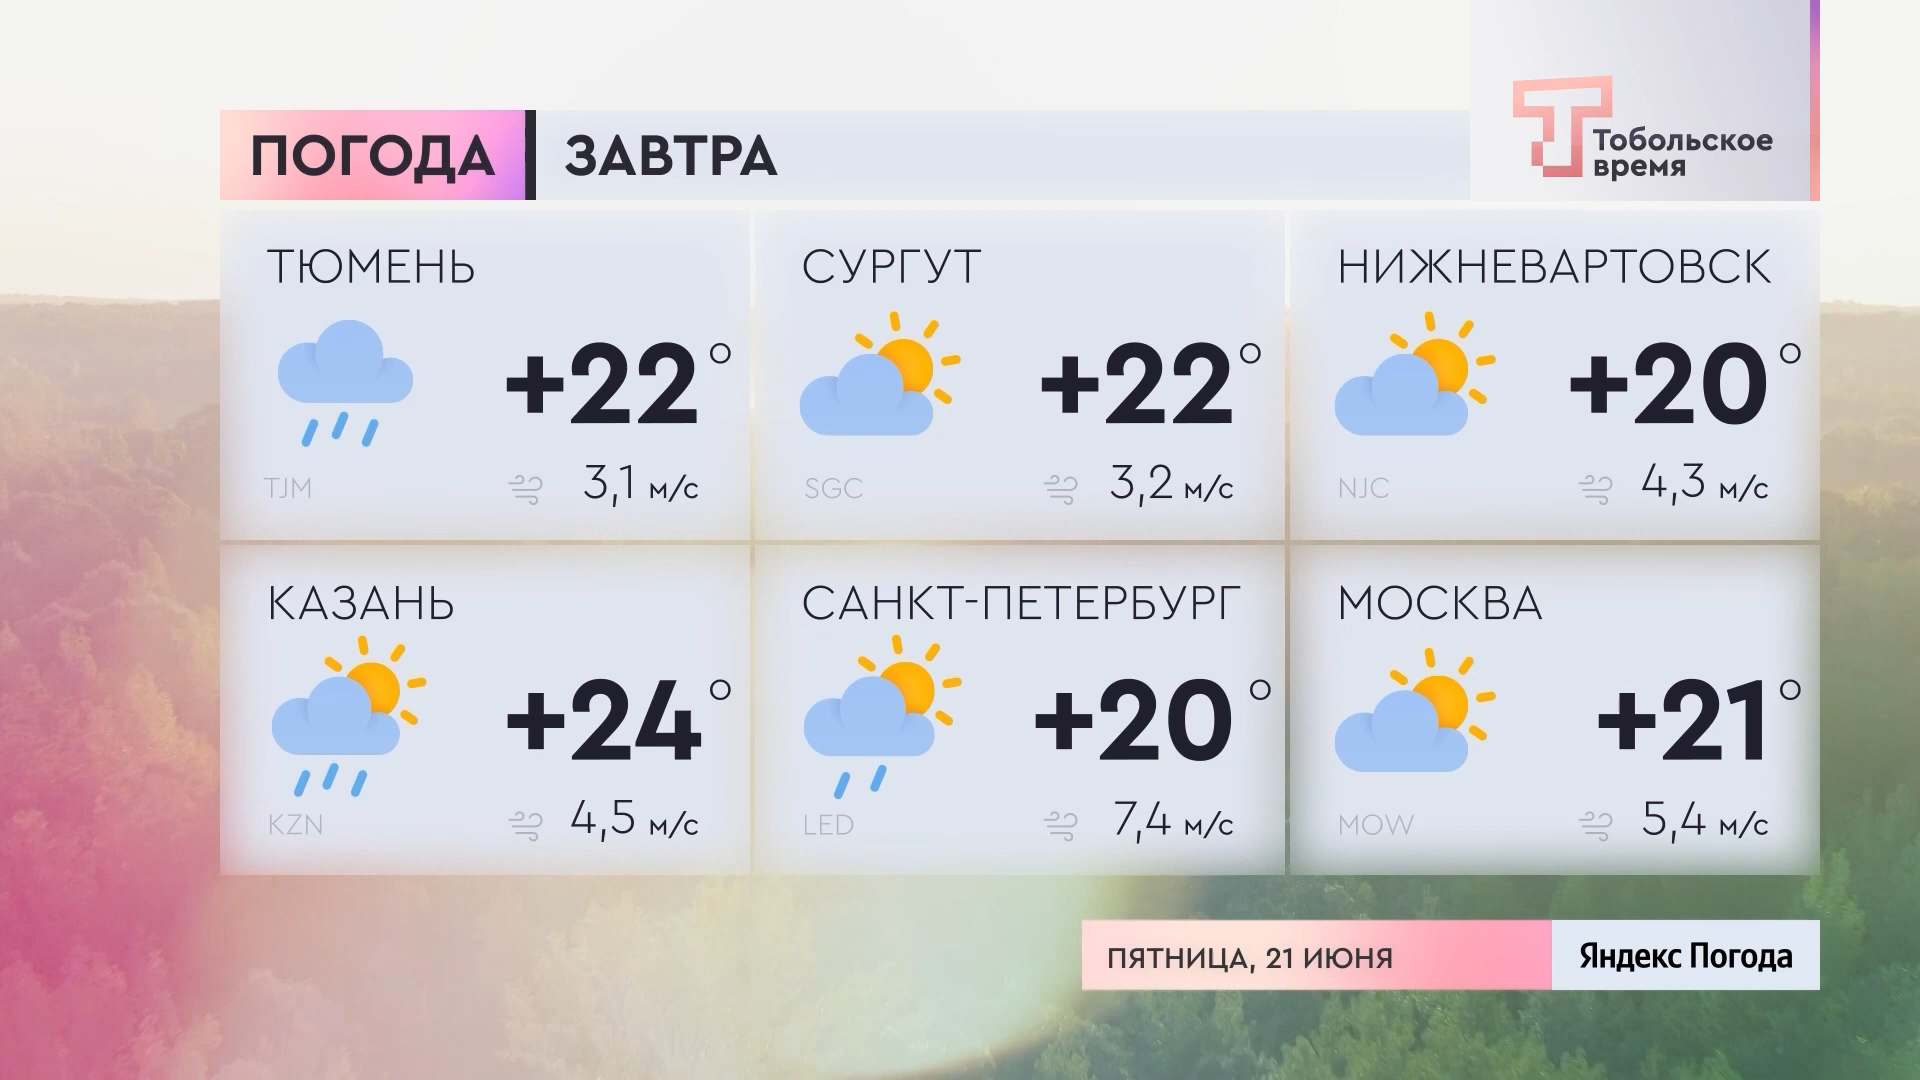 ПОГОДА ЗАВТРА
Тобольское
время
ТЮМЕНЬ
+22°
TJM 3,1 м/с
СУРГУТ
+22°
SGC 3,2 м/с
НИЖНЕВАРТОВСК
+20°
NJC 4,3 м/с
КАЗАНЬ
+24°
KZN 4,5 м/с
САНКТ-ПЕТЕРБУРГ
+20°
LED 7,4 м/с
МОСКВА
+21°
MOW 5,4 м/с
ПЯТНИЦА, 21 ИЮНЯ Яндекс Погода